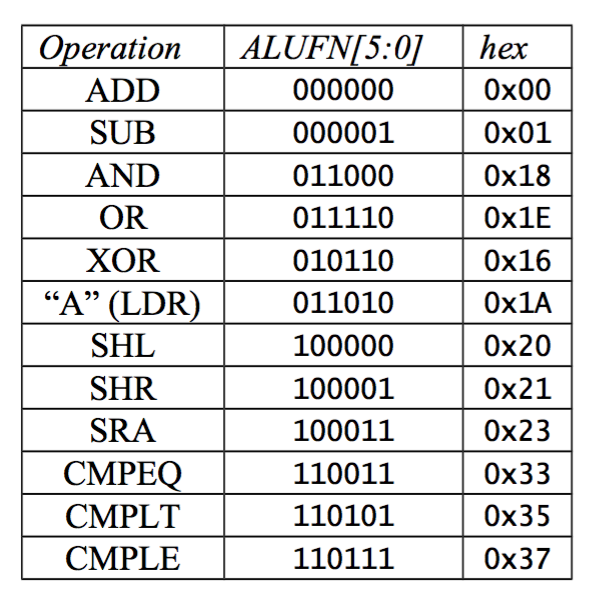 Operation ALUFN[5:0] hex
ADD 000000 0x00
SUB 000001 0x01
AND 011000 0x18
OR 011110 0x1E
XOR 010110 0x16
“A” (LDR) 011010 0x1A
SHL 100000 0x20
SHR 100001 0x21
SRA 100011 0x23
CMPEQ 110011 0x33
CMPLT 110101 0x35
CMPLE 110111 0x37